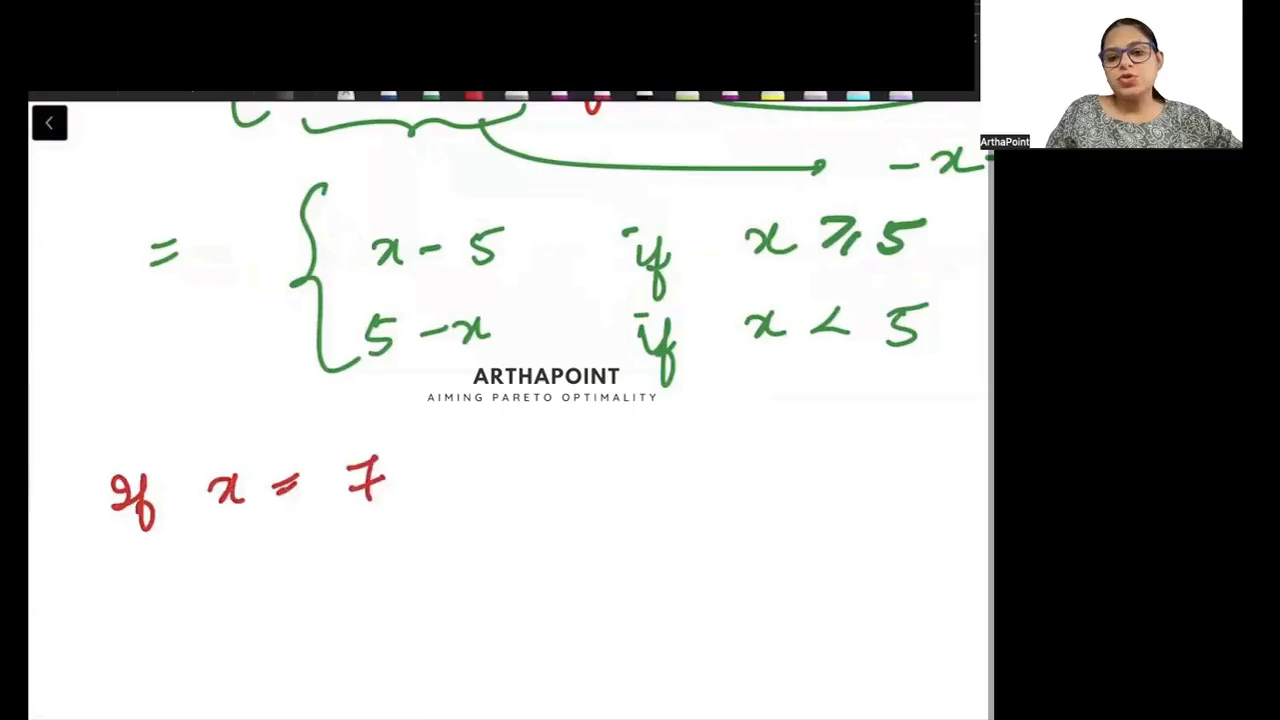 ArthaPoint
- x
= { x - 5 if x ⩾ 5
5 - x if x < 5
ARTHAPOINT
AIMING PARETO OPTIMALITY
If x = 7